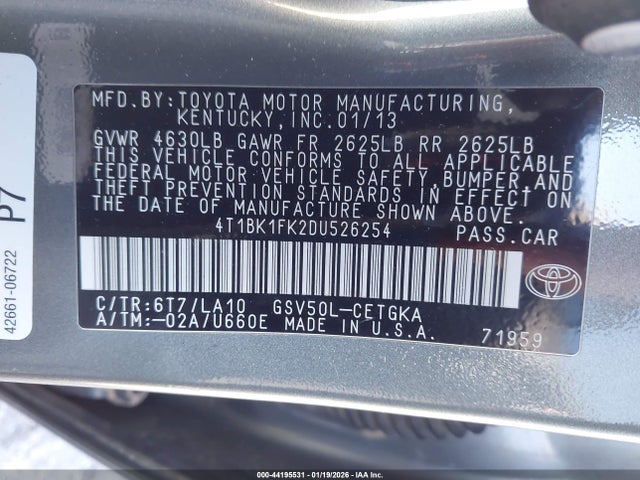 MFD.BY:TOYOTA MOTOR MANUFACTURING,
KENTUCKY,INC.01/13
GVWR 4630LB GAWR FR 2625LB RR 2625LB
THIS VEHICLE CONFORMS TO ALL APPLICABLE
FEDERAL MOTOR VEHICLE SAFETY,BUMPER,AND
THEFT PREVENTION STANDARDS IN EFFECT ON
THE DATE OF MANUFACTURE SHOWN ABOVE.
4T1BK1FK2DU526254 PASS.CAR
C/TR:6T7/LA10 GSV50L-CETGKA
A/TM:-02A/U660E MADE IN U.S.A. 71959
TOYOTA
P7
42661-06722
000-44195531 - 01/19/2026 - IAA Inc.